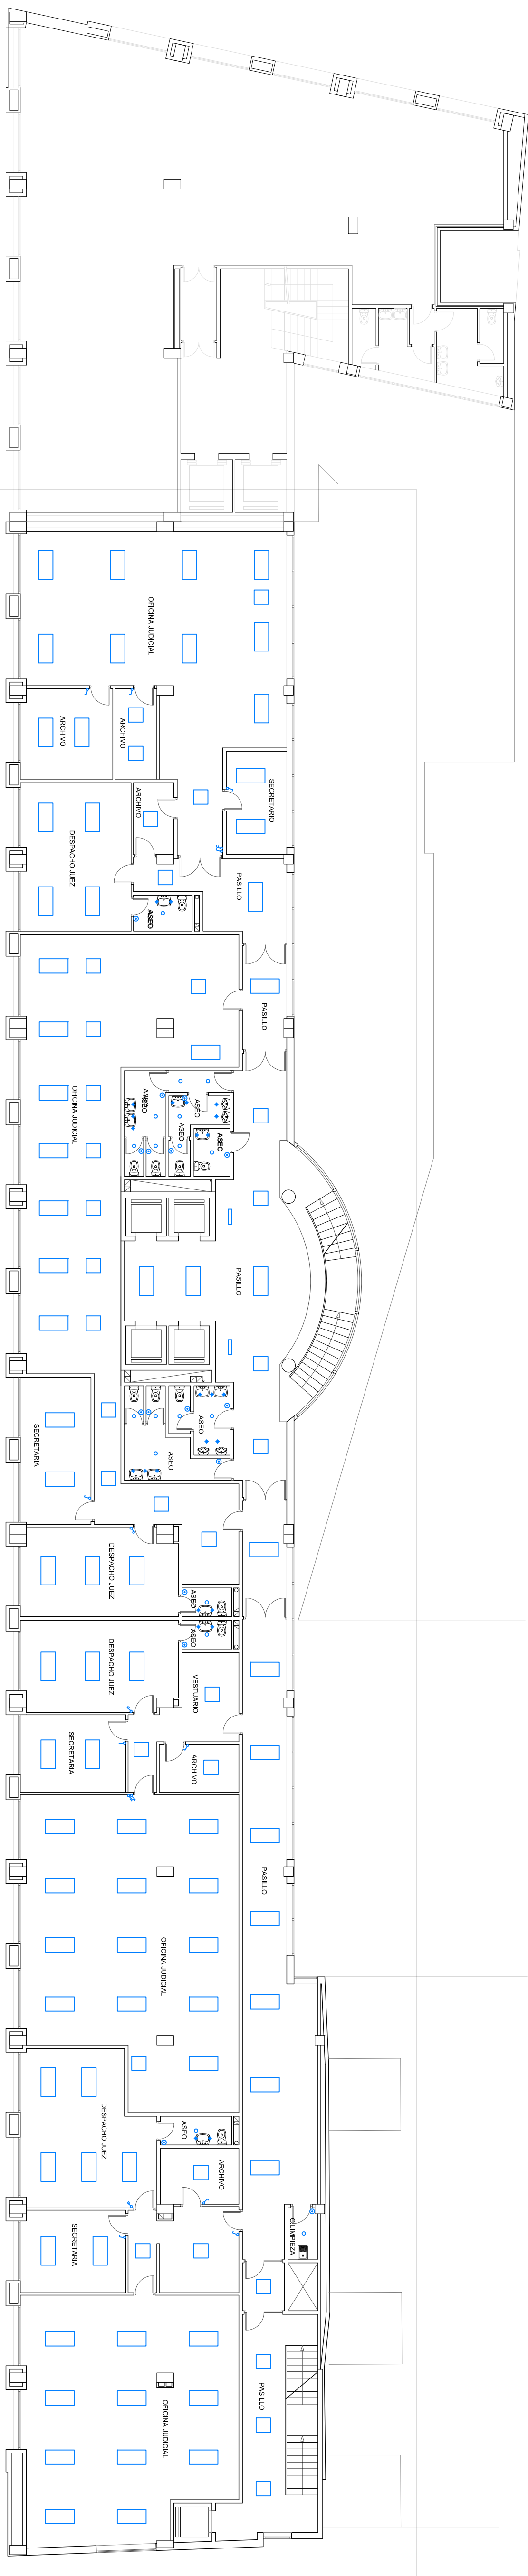 OFICINA JUDICIAL
ARCHIVO
ARCHIVO
SECRETARIO
ARCHIVO
DESPACHO JUEZ
PASILLO
ASEO
PASILLO
OFICINA JUDICIAL
ASEO
ASEO
ASEO
ASEO
PASILLO
SECRETARIA
ASEO
ASEO
DESPACHO JUEZ
ASEO
ASEO
DESPACHO JUEZ
VESTUARIO
SECRETARIA
ARCHIVO
PASILLO
OFICINA JUDICIAL
DESPACHO JUEZ
ASEO
ARCHIVO
O.LIMPIEZA
SECRETARIA
PASILLO
OFICINA JUDICIAL